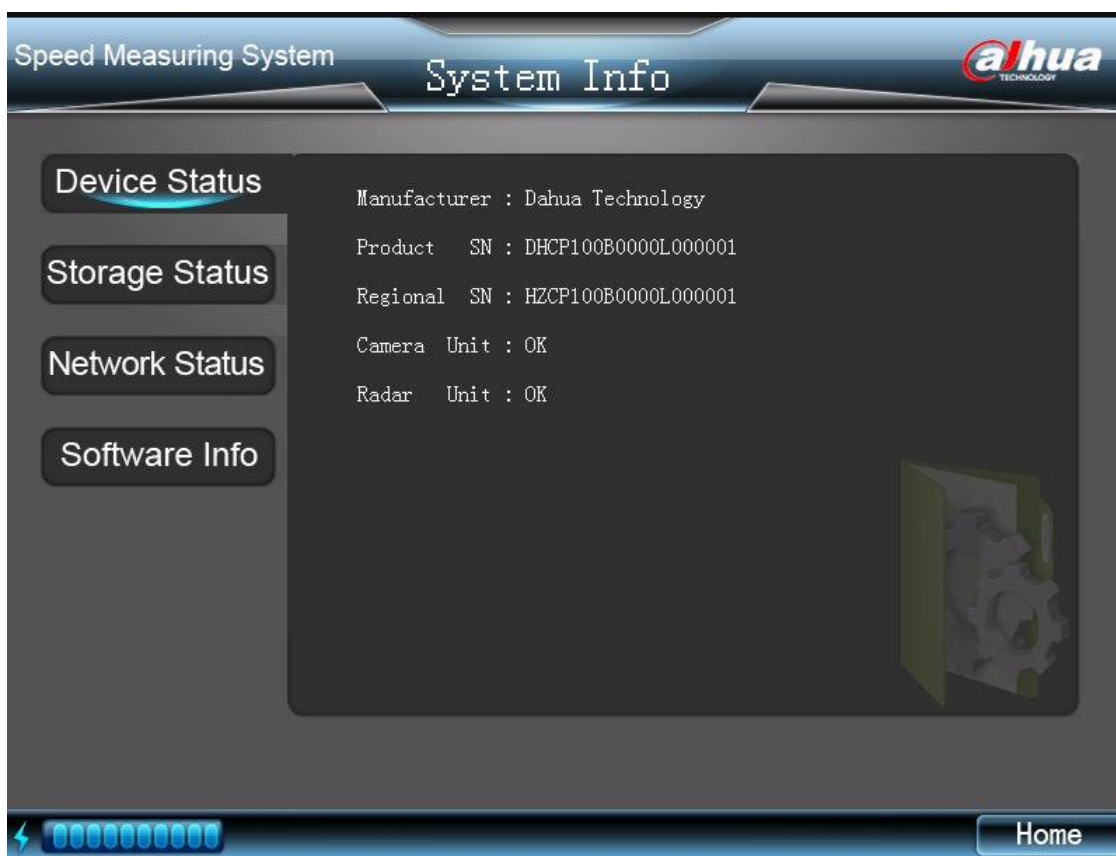 Speed Measuring System
System Info
alhua
TECHNOLOGY
Device Status
Storage Status
Network Status
Software Info
Manufacturer : Dahua Technology
Product SN : DHCP100B0000L000001
Regional SN : HZCP100B0000L000001
Camera Unit : OK
Radar Unit : OK
Home